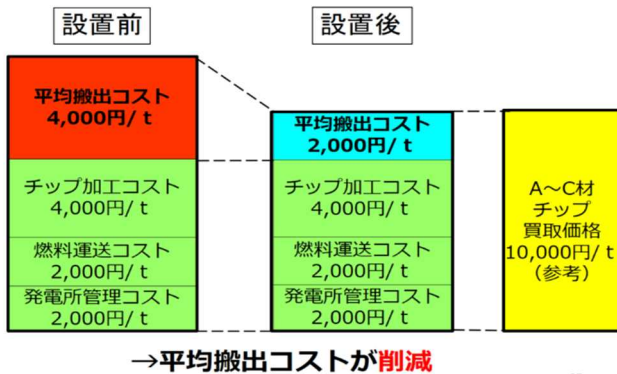 設置前
設置後
平均搬出コスト
4,000円/ t
チップ加工コスト
4,000円/ t
燃料運送コスト
2,000円/ t
発電所管理コスト
2,000円/ t
平均搬出コスト
2,000円/ t
チップ加工コスト
4,000円/ t
燃料運送コスト
2,000円/ t
発電所管理コスト
2,000円/ t
A～C材
チップ
買取価格
10,000円/ t
（参考）
→平均搬出コストが削減